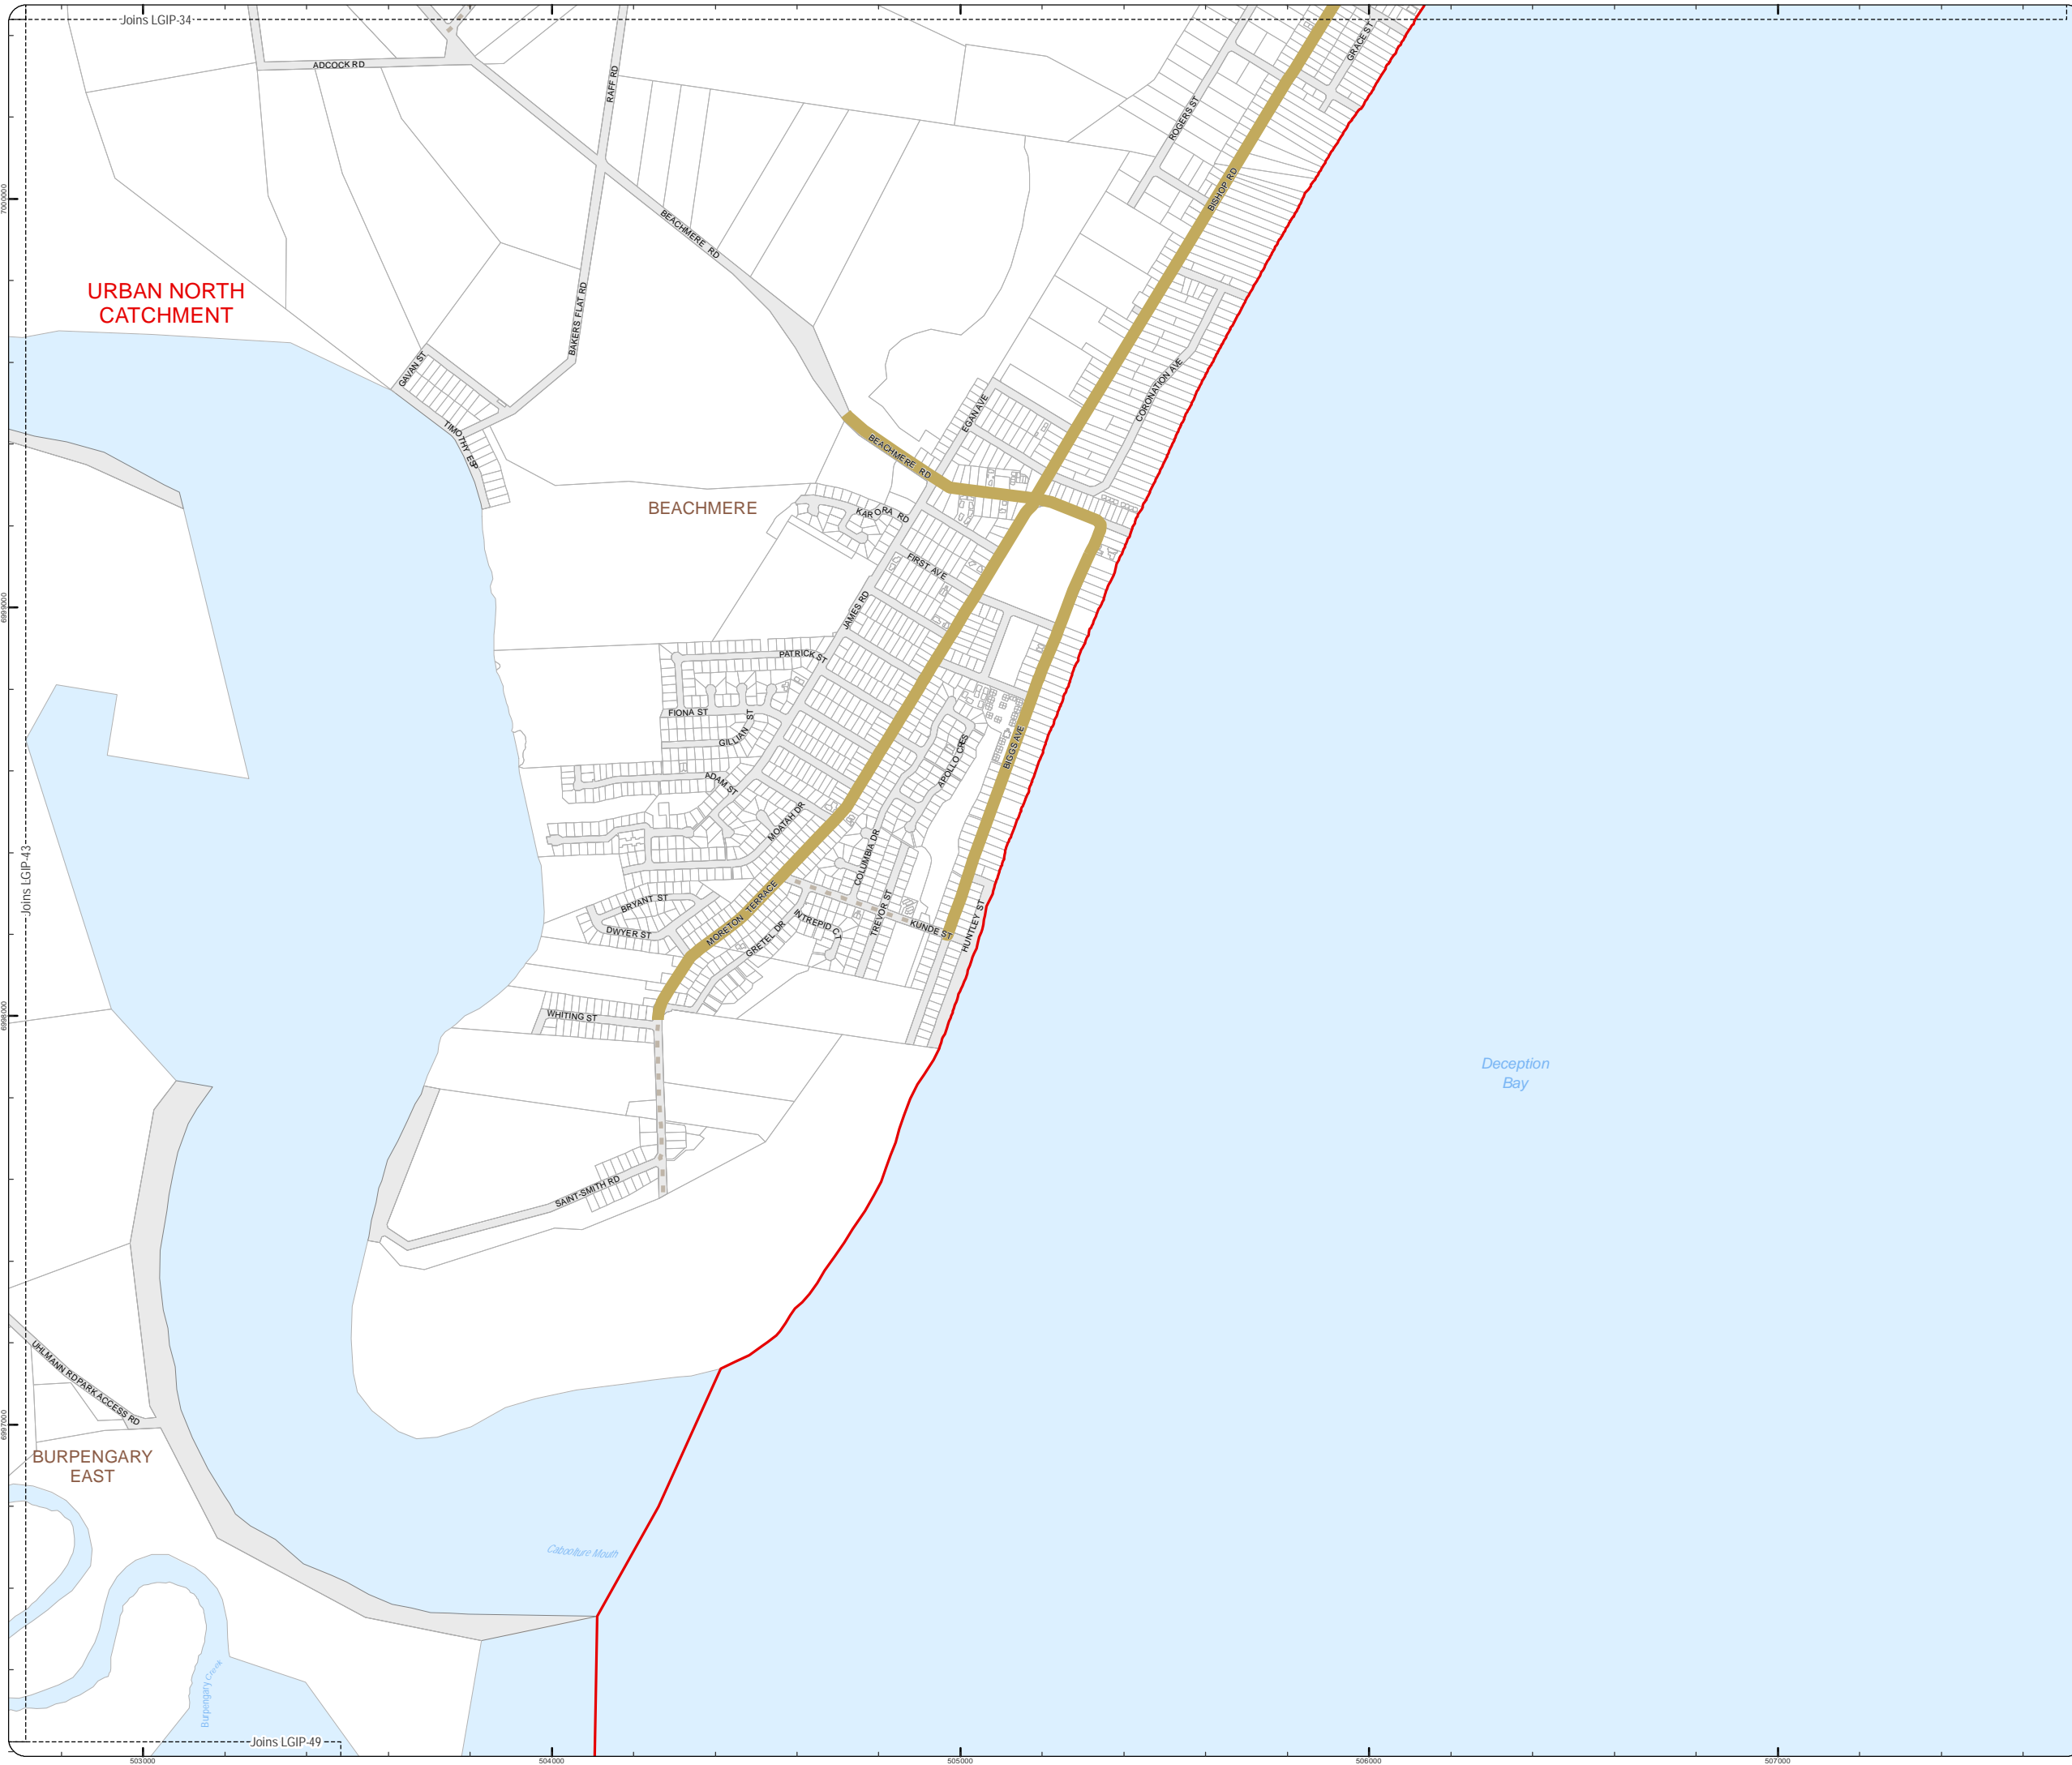 Joins LGIP-34
GRACE ST
ADCOCK RD
RAFF RD
ROGERS ST
BISHOP RD
7000000
BEACHMERE RD
URBAN NORTH
CATCHMENT
BAKERS FLAT RD
GAVAN ST
CORONATION AVE
EGAN AVE
TIMOTHY ESP
BEACHMERE RD
BEACHMERE
KARORA RD
FIRST AVE
6999000
JAMES RD
PATRICK ST
FIONA ST
GILLIAN ST
BIGGS AVE
APOLLO CRES
ADAM ST
MOATAH DR
COLUMBIA DR
Joins LGIP-43
BRYANT ST
MORETON TERRACE
TREVOR ST
INTREPID CT
KUNDE ST
HUNTLEY ST
DWYER ST
GRETEL DR
6998000
WHITING ST
Deception
Bay
SAINT-SMITH RD
UHLMANN RD
PARK ACCESS RD
6997000
BURPENGARY
EAST
Caboolture Mouth
Burpengary Creek
Joins LGIP-49
503000
504000
505000
506000
507000